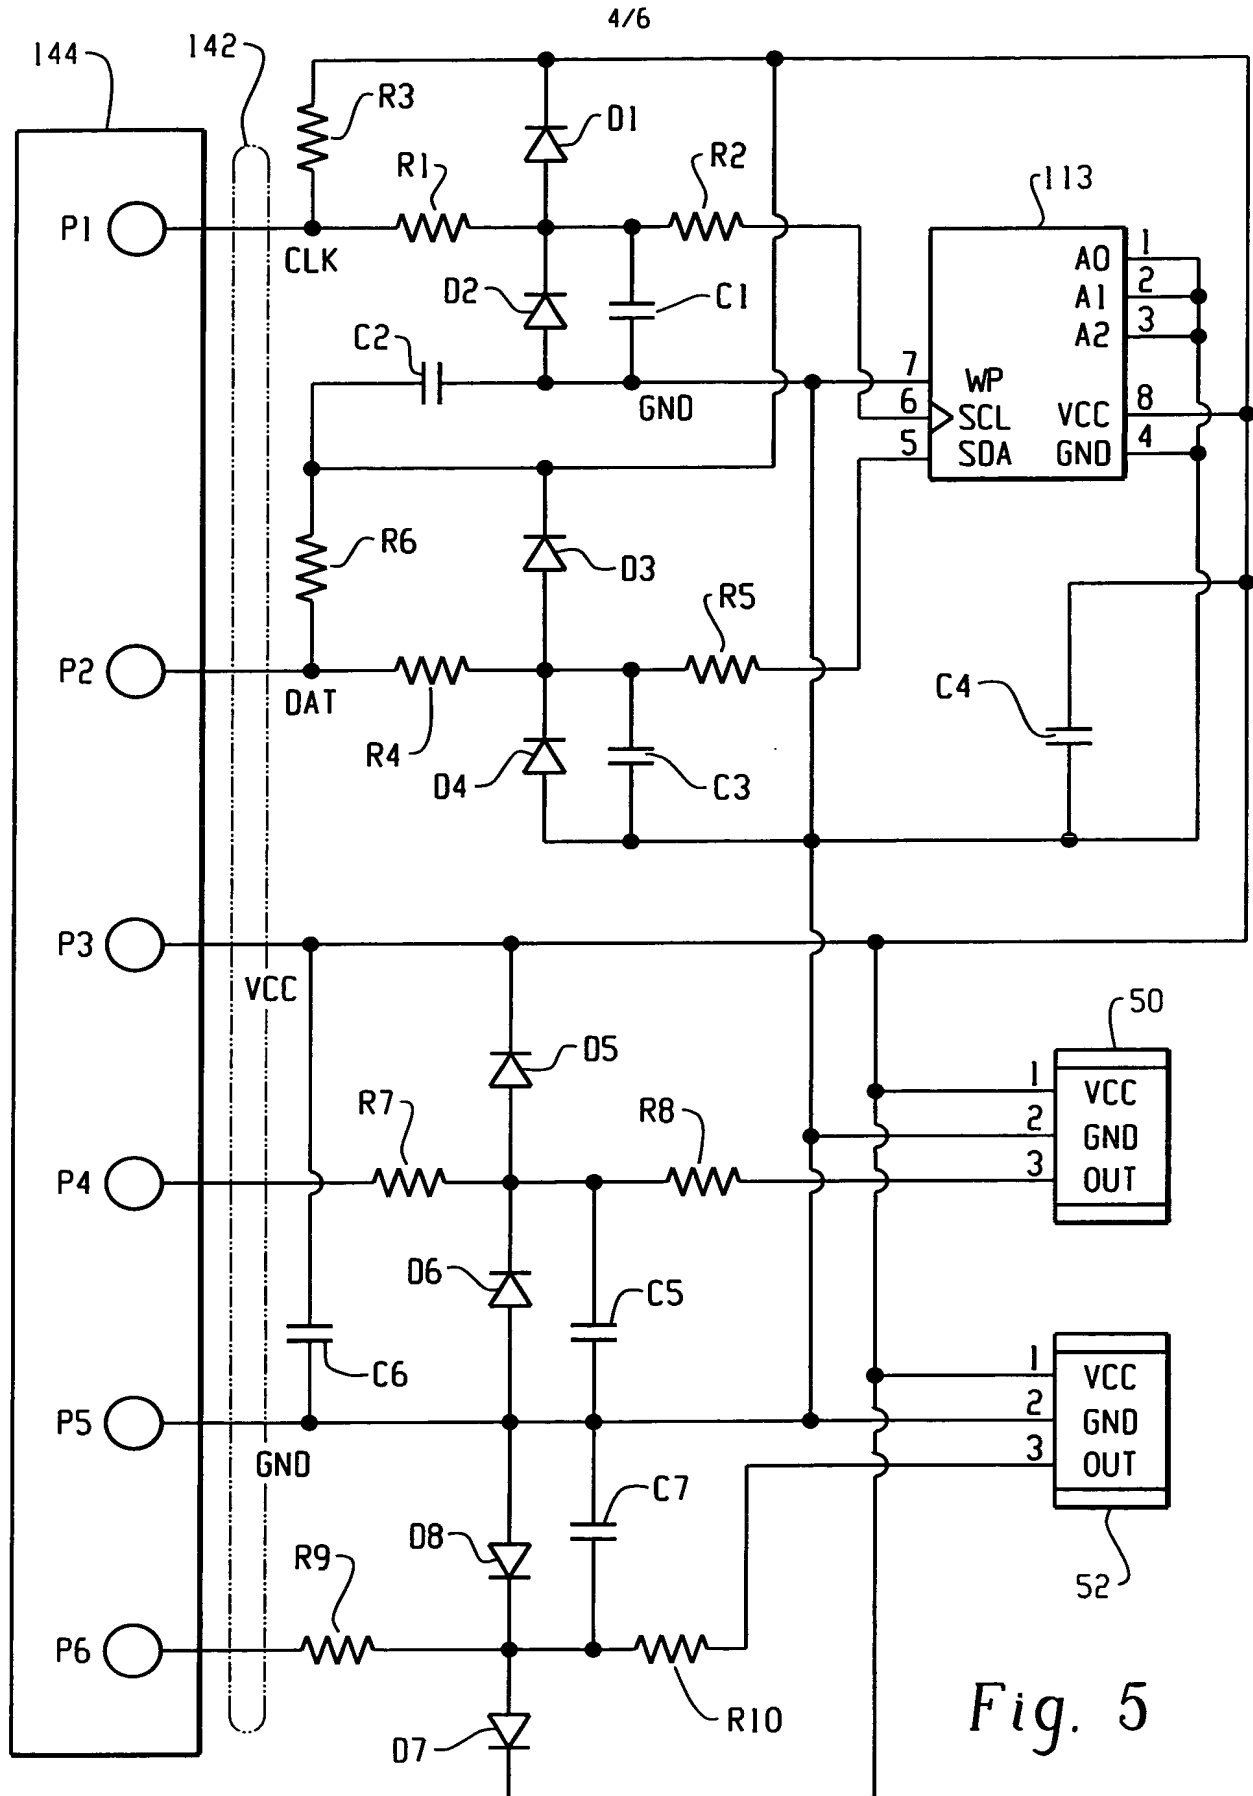 4/6
144
142
R3
D1
R1
R2
113
P1
CLK
A0
1
A1
2
A2
3
D2
C1
C2
7
WP
GND
6
SCL
VCC
8
5
SDA
GND
4
R6
D3
R5
P2
DAT
C4
R4
D4
C3
P3
VCC
50
D5
1
VCC
R7
R8
2
GND
P4
3
OUT
D6
C5
C6
1
VCC
P5
2
GND
GND
3
OUT
C7
D8
R9
52
P6
R10
D7
Fig. 5